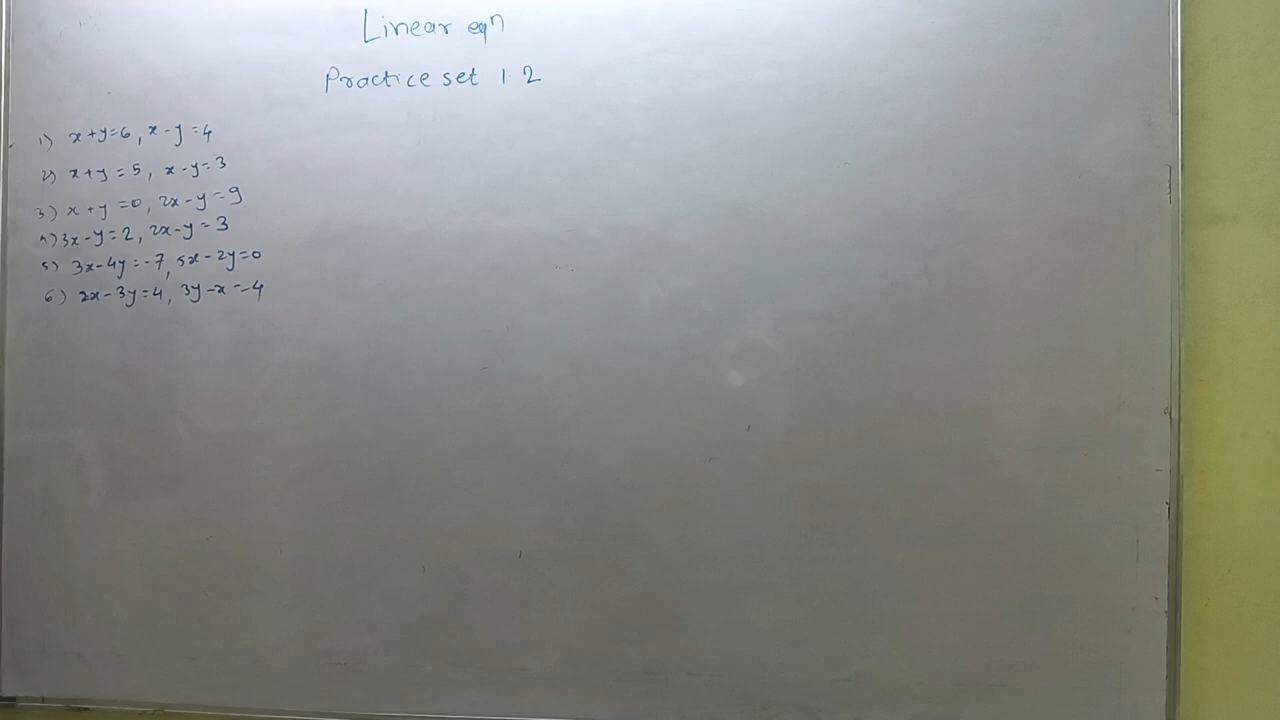 Linear eqn
Practice set 1.2
1) x+y=6, x-y=4
2) x+y=5, x-y=3
3) x+y=0, 2x-y=9
4) 3x-y=2, 2x-y=3
5) 3x-4y=-7, 5x-2y=0
6) 2x-3y=4, 3y-x=-4